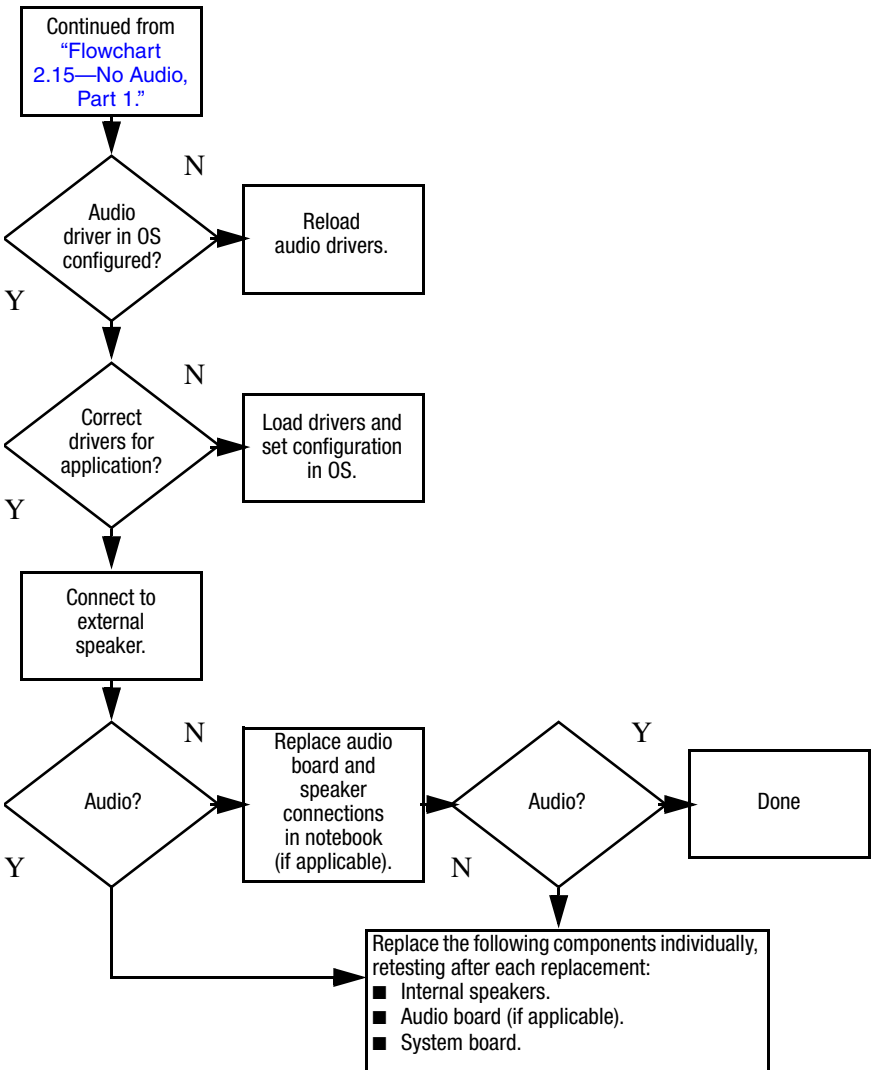 Continued from
“Flowchart
2.15—No Audio,
Part 1.”
N
Audio
driver in OS
configured?
Reload
audio drivers.
Y
N
Correct
drivers for
application?
Load drivers and
set configuration
in OS.
Y
Connect to
external
speaker.
N
Audio?
Replace audio
board and
speaker
connections
in notebook
(if applicable).
Y
Audio?
Done
Y
N
Replace the following components individually,
retesting after each replacement:
■ Internal speakers.
■ Audio board (if applicable).
■ System board.